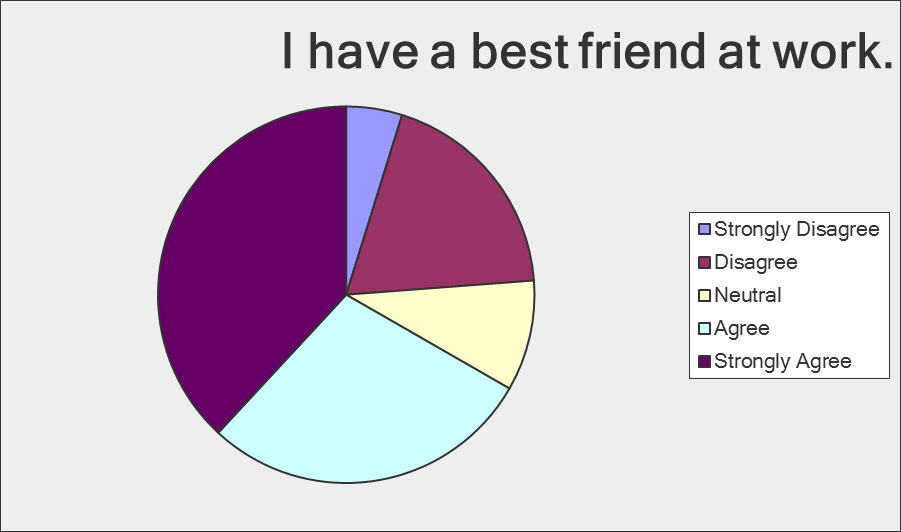 I have a best friend at work.
Strongly Disagree
Disagree
Neutral
Agree
Strongly Agree